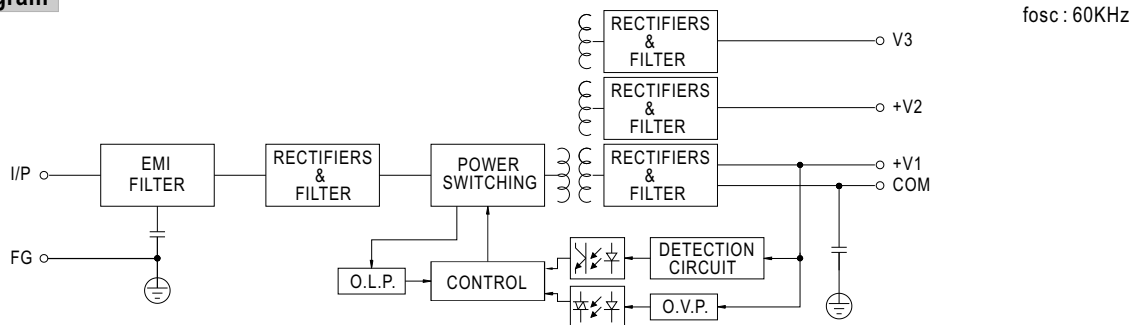 fosc : 60KHz
RECTIFIERS
&
FILTER
V3
RECTIFIERS
&
FILTER
+V2
I/P
EMI
FILTER
RECTIFIERS
&
FILTER
POWER
SWITCHING
RECTIFIERS
&
FILTER
+V1
COM
FG
O.L.P.
CONTROL
DETECTION
CIRCUIT
O.V.P.